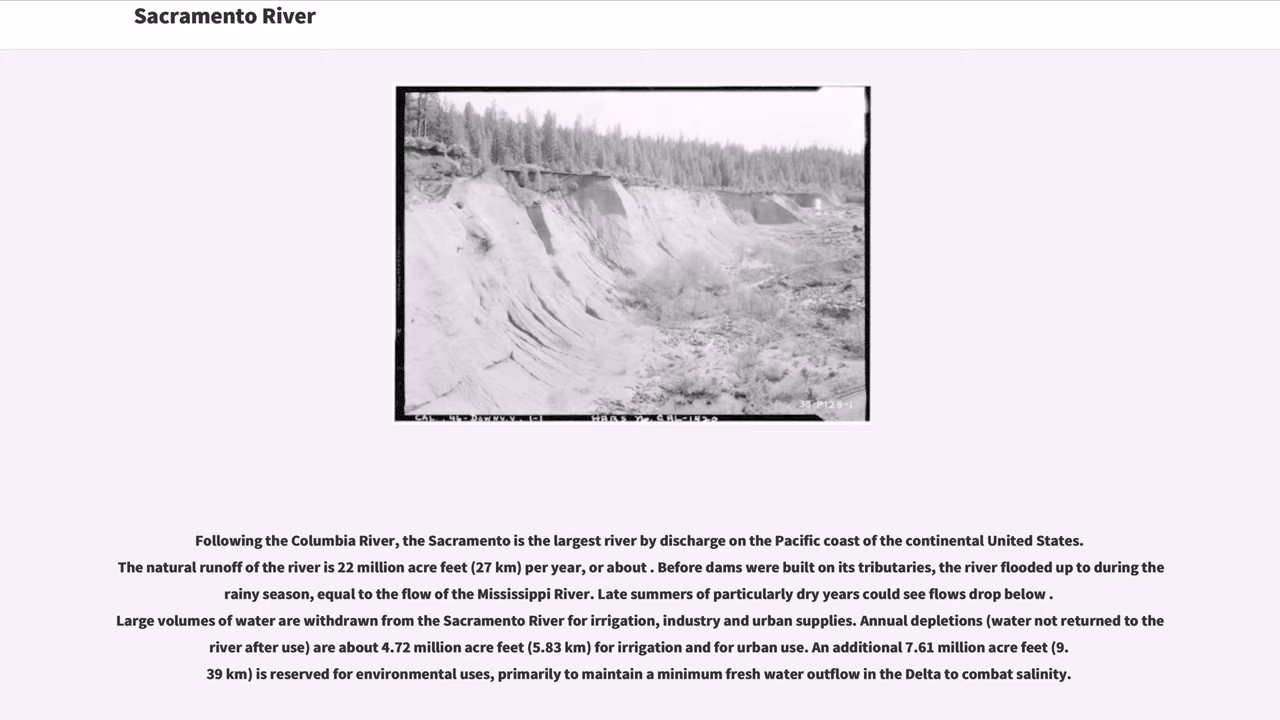 Sacramento River
38-P128-1
Following the Columbia River, the Sacramento is the largest river by discharge on the Pacific coast of the continental United States.
The natural runoff of the river is 22 million acre feet (27 km) per year, or about . Before dams were built on its tributaries, the river flooded up to during the
rainy season, equal to the flow of the Mississippi River. Late summers of particularly dry years could see flows drop below .
Large volumes of water are withdrawn from the Sacramento River for irrigation, industry and urban supplies. Annual depletions (water not returned to the
river after use) are about 4.72 million acre feet (5.83 km) for irrigation and for urban use. An additional 7.61 million acre feet (9.
39 km) is reserved for environmental uses, primarily to maintain a minimum fresh water outflow in the Delta to combat salinity.